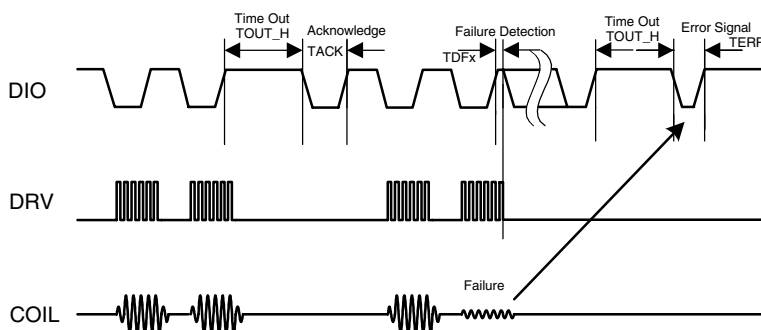 Time Out
TOUT_H
Acknowledge
TACK
Failure Detection
TDFx
Time Out
TOUT_H
Error Signal
TERR
DIO
DRV
Failure
COIL